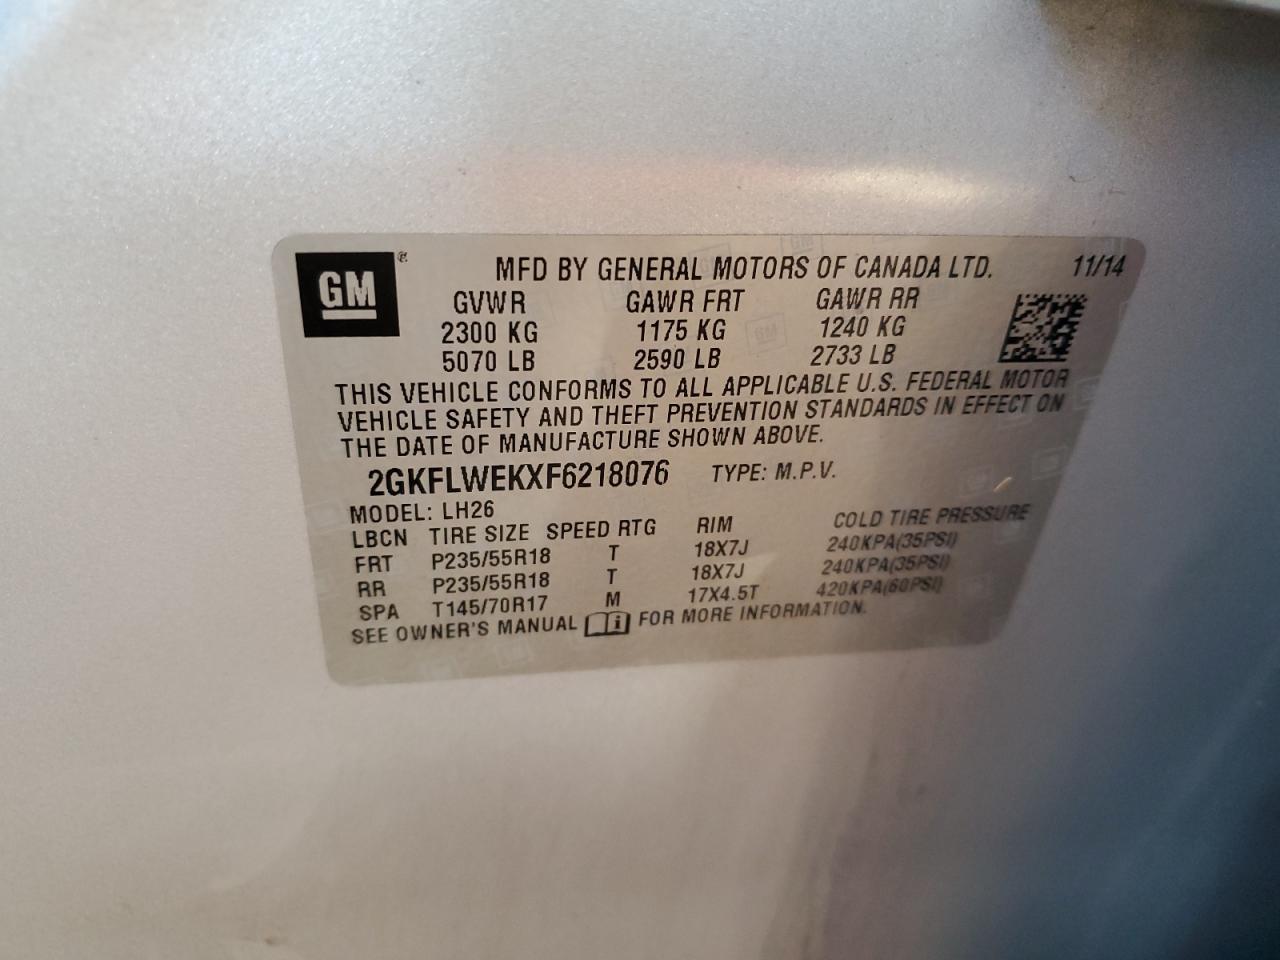 GM ® MFD BY GENERAL MOTORS OF CANADA LTD. 11/14
GVWR GAWR FRT GAWR RR
2300 KG 1175 KG 1240 KG
5070 LB 2590 LB 2733 LB
THIS VEHICLE CONFORMS TO ALL APPLICABLE U.S. FEDERAL MOTOR
VEHICLE SAFETY AND THEFT PREVENTION STANDARDS IN EFFECT ON
THE DATE OF MANUFACTURE SHOWN ABOVE.
2GKFLWEKXF6218076 TYPE: M.P.V.
MODEL: LH26
LBCN TIRE SIZE SPEED RTG RIM COLD TIRE PRESSURE
FRT P235/55R18 T 18X7J 240KPA(35PSI)
RR P235/55R18 T 18X7J 240KPA(35PSI)
SPA T145/70R17 M 17X4.5T 420KPA(60PSI)
SEE OWNER'S MANUAL FOR MORE INFORMATION.